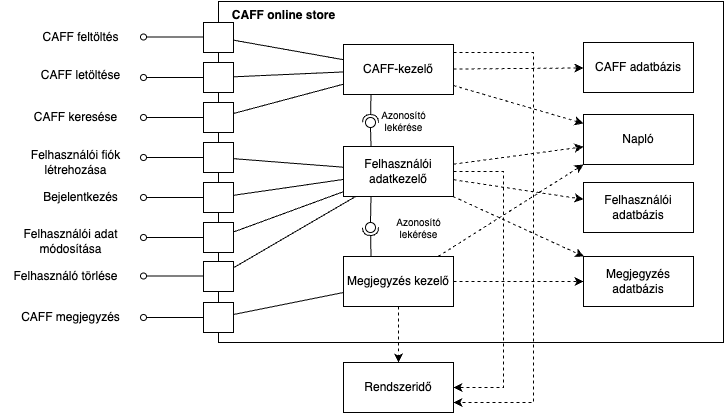 CAFF online store
CAFF feltöltés
CAFF letöltése
CAFF keresése
Felhasználói fiók
létrehozása
Bejelentkezés
Felhasználói adat
módosítása
Felhasználó törlése
CAFF megjegyzés
CAFF-kezelő
Azonosító
lekérése
Felhasználói
adatkezelő
Azonosító
lekérése
Megjegyzés kezelő
CAFF adatbázis
Napló
Felhasználói
adatbázis
Megjegyzés
adatbázis
Rendszeridő